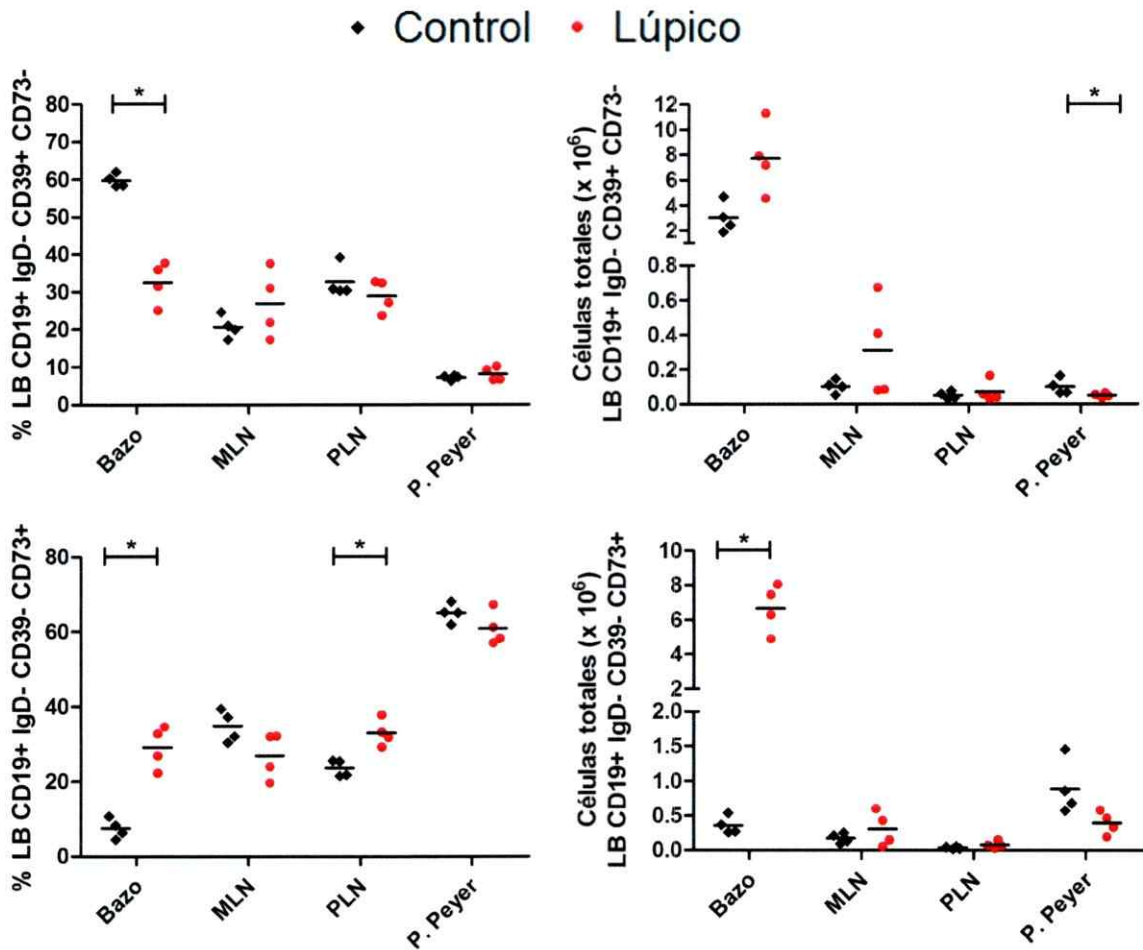 Control Lúpico
% LB CD19+ IgD- CD39+ CD73-
80
70
60
50
40
30
20
10
0
*
Bazo
MLN
PLN
P. Peyer
Células totales (x 10⁶)
LB CD19+ IgD- CD39+ CD73-
12
10
8
6
4
2
0.8
0.6
0.4
0.2
0.0
*
Bazo
MLN
PLN
P. Peyer
% LB CD19+ IgD- CD39- CD73+
80
60
40
20
0
*
*
Bazo
MLN
PLN
P. Peyer
Células totales (x 10⁶)
LB CD19+ IgD- CD39- CD73+
10
8
6
4
2
2.0
1.5
1.0
0.5
0.0
*
Bazo
MLN
PLN
P. Peyer